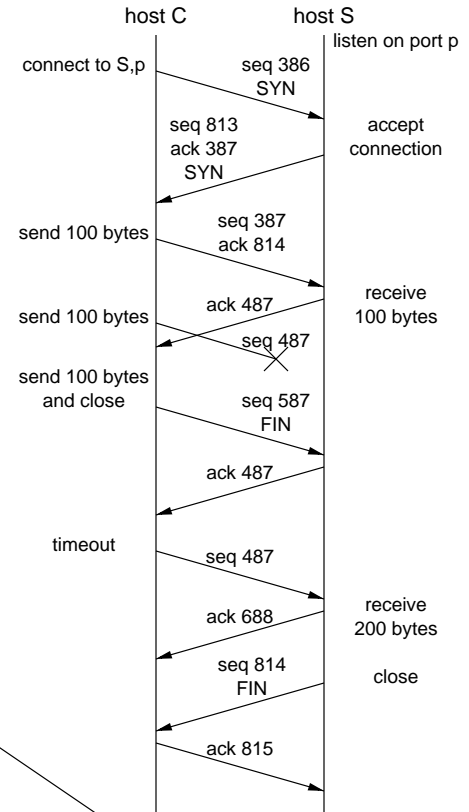 host C
host S
listen on port p
connect to S,p
seq 386
SYN
seq 813
ack 387
SYN
accept
connection
send 100 bytes
seq 387
ack 814
ack 487
receive
100 bytes
send 100 bytes
seq 487
send 100 bytes
and close
seq 587
FIN
ack 487
timeout
seq 487
ack 688
receive
200 bytes
seq 814
FIN
close
ack 815